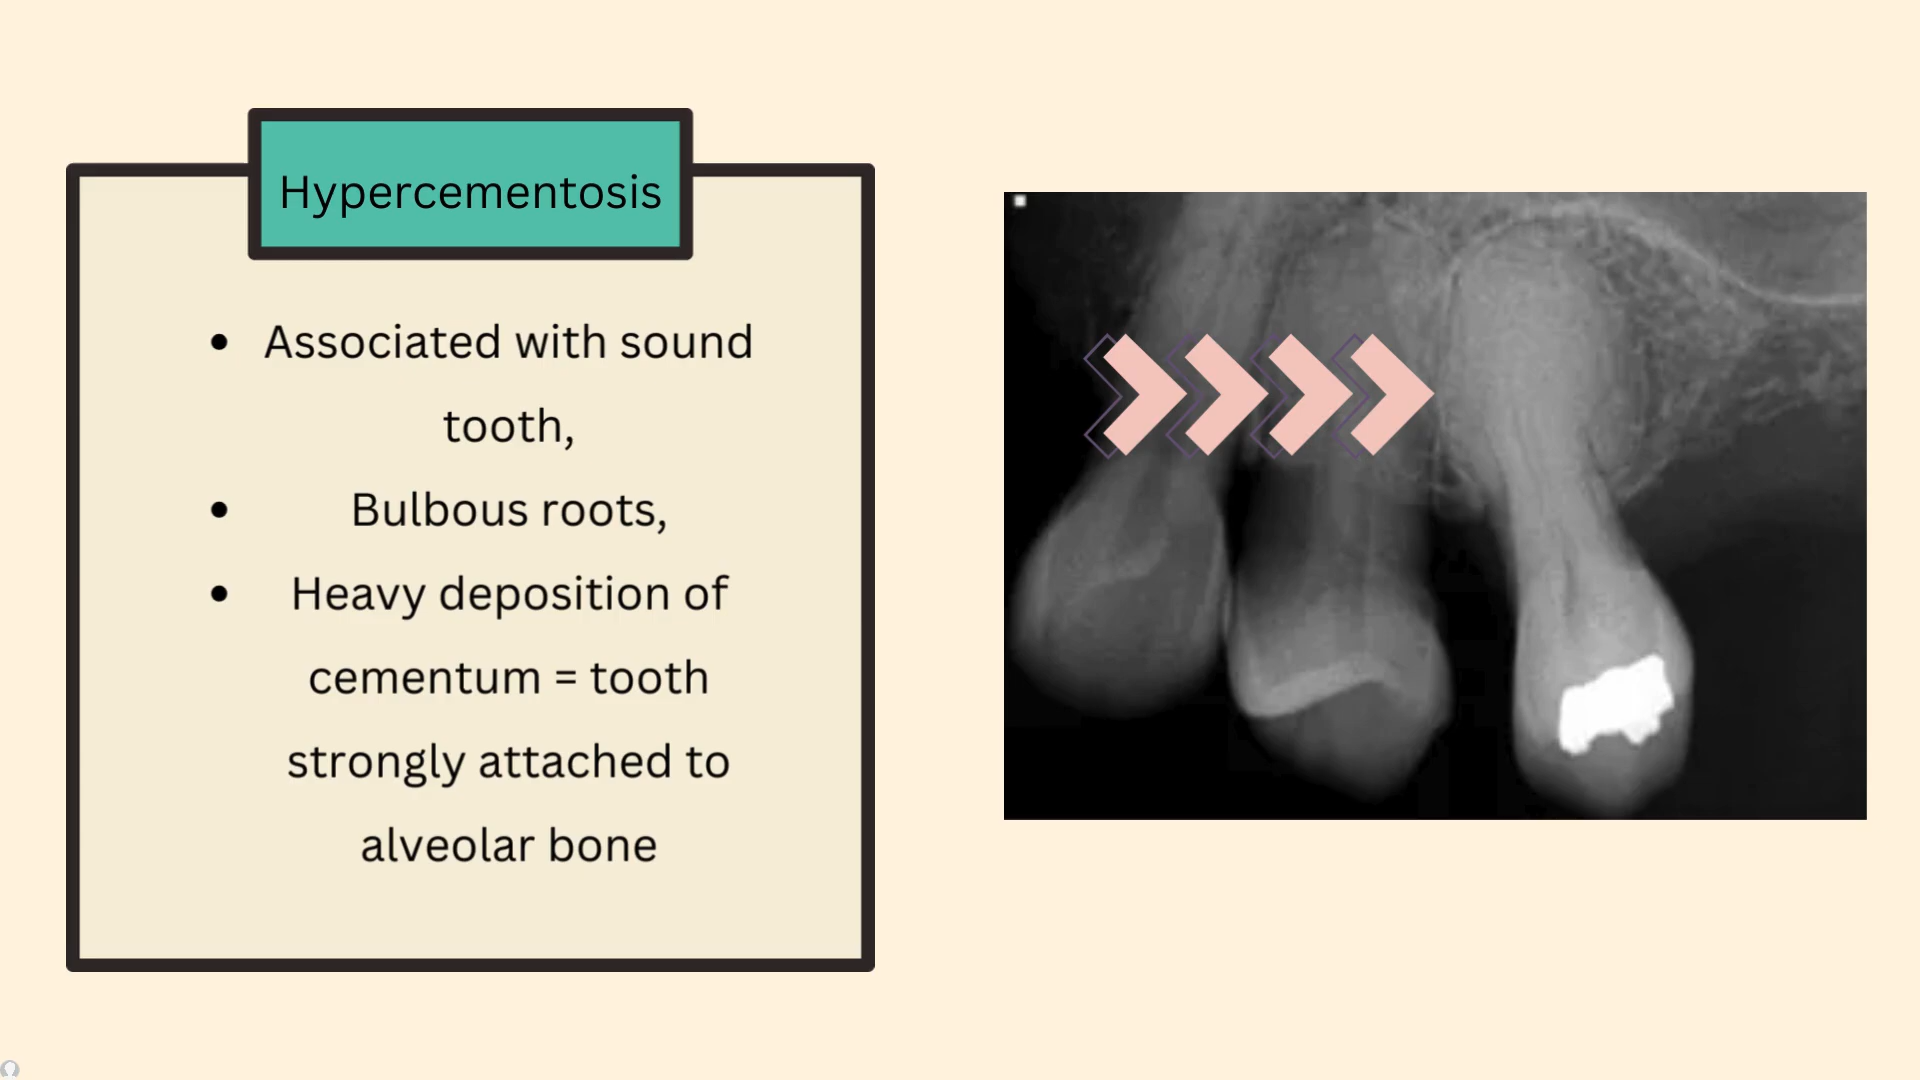 Hypercementosis
• Associated with sound
tooth,
• Bulbous roots,
• Heavy deposition of
cementum = tooth
strongly attached to
alveolar bone